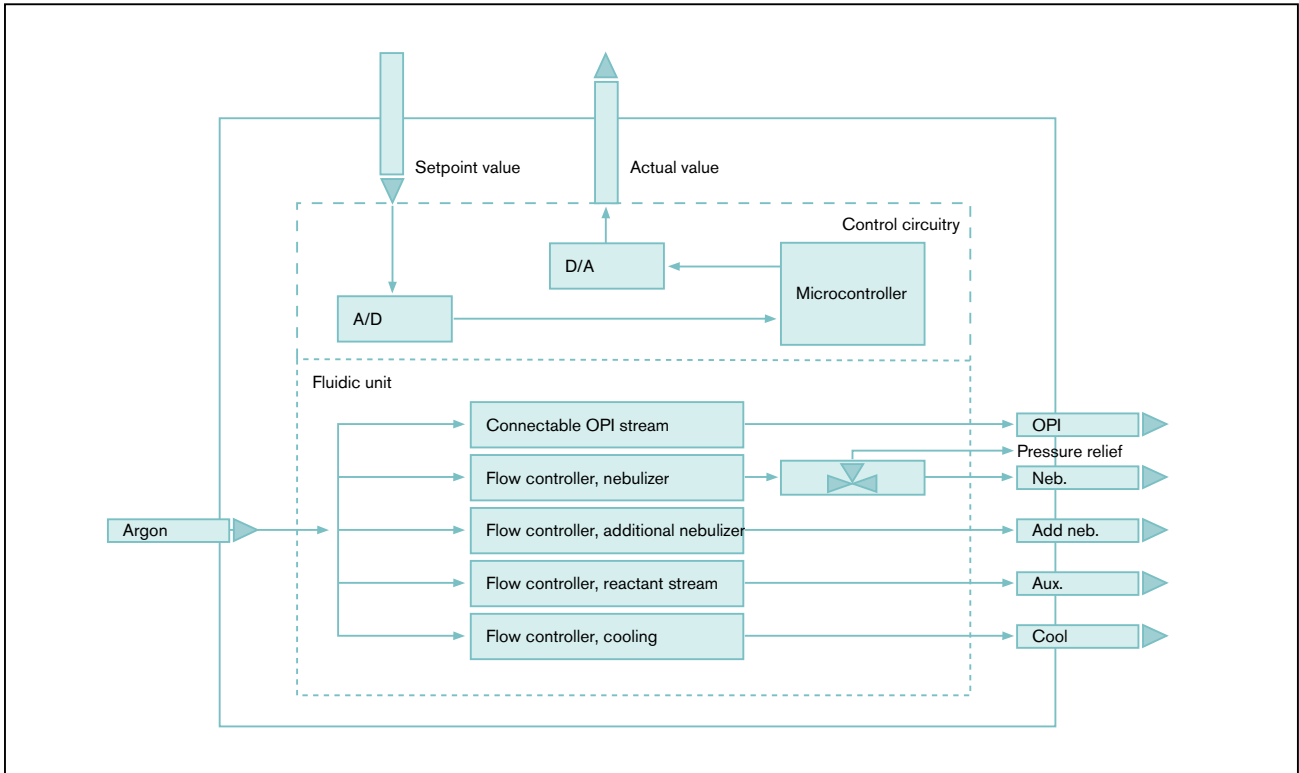 Setpoint value
Actual value
Control circuitry
D/A
Microcontroller
A/D
Fluidic unit
Connectable OPI stream
OPI
Pressure relief
Flow controller, nebulizer
Neb.
Argon
Flow controller, additional nebulizer
Add neb.
Flow controller, reactant stream
Aux.
Flow controller, cooling
Cool